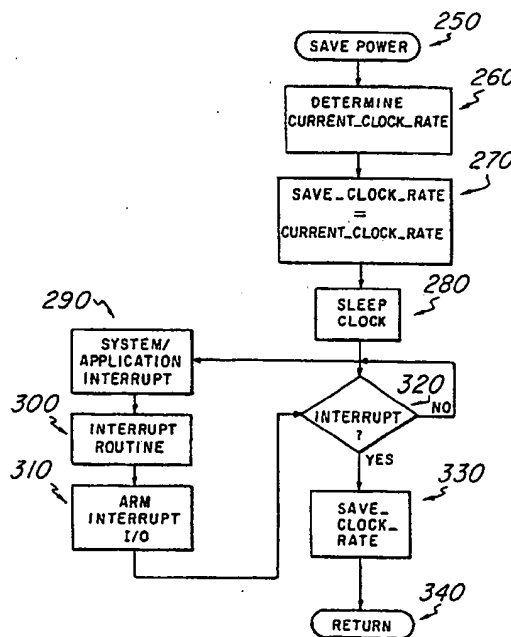 SAVE POWER
250
DETERMINE
CURRENT_CLOCK_RATE
260
SAVE_CLOCK_RATE
=
CURRENT_CLOCK_RATE
270
SLEEP
CLOCK
280
290
SYSTEM/
APPLICATION
INTERRUPT
300
INTERRUPT
ROUTINE
310
ARM
INTERRUPT
I/O
INTERRUPT
?
320
NO
YES
SAVE_
CLOCK_
RATE
330
RETURN
340